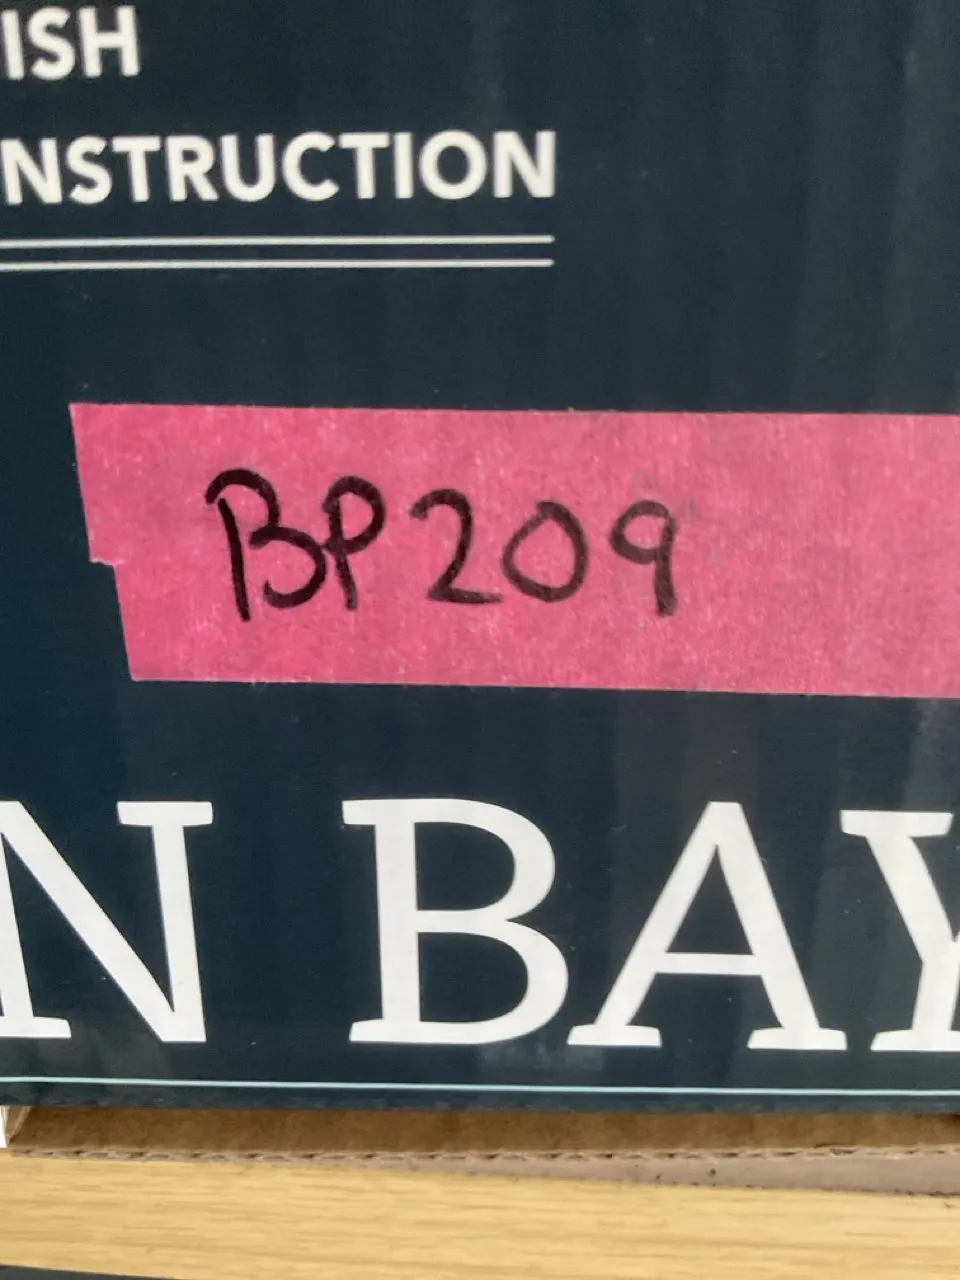 ISH
NSTRUCTION
BP209
N BAY